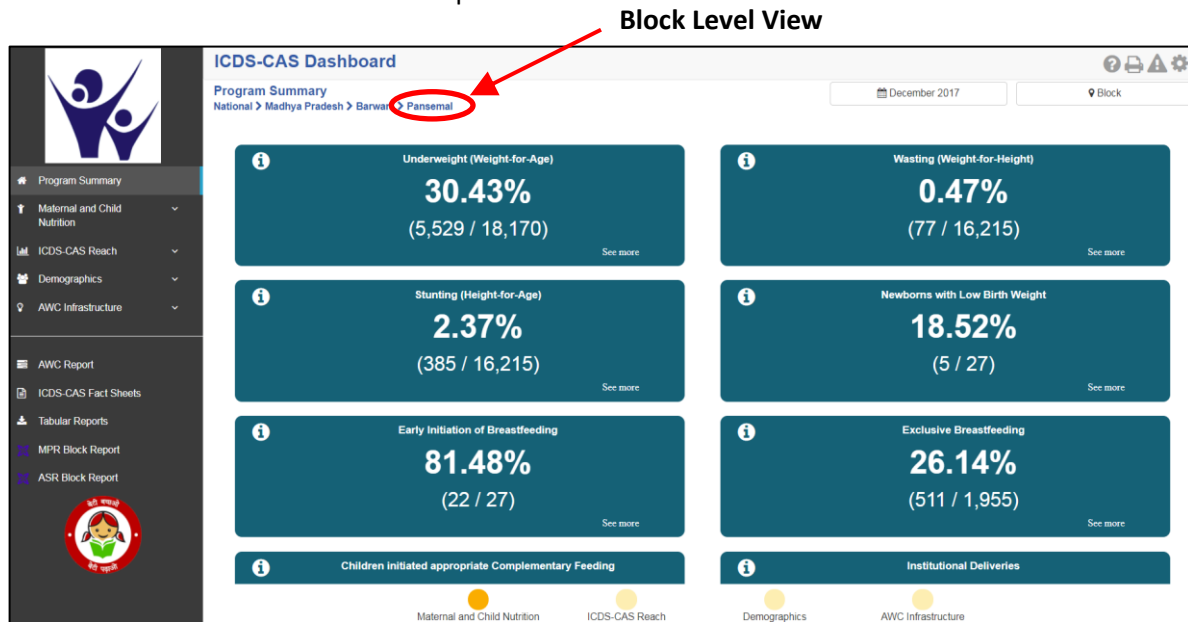 Block Level View
ICDS-CAS Dashboard
Program Summary
National > Madhya Pradesh > Barwani > Pansemal
December 2017
Block
Program Summary
Maternal and Child
Nutrition
ICDS-CAS Reach
Demographics
AWC Infrastructure
AWC Report
ICDS-CAS Fact Sheets
Tabular Reports
MPR Block Report
ASR Block Report
बेटी बचाओ
बेटी पढ़ाओ
Underweight (Weight-for-Age)
30.43%
(5,529 / 18,170)
See more
Wasting (Weight-for-Height)
0.47%
(77 / 16,215)
See more
Stunting (Height-for-Age)
2.37%
(385 / 16,215)
See more
Newborns with Low Birth Weight
18.52%
(5 / 27)
See more
Early Initiation of Breastfeeding
81.48%
(22 / 27)
See more
Exclusive Breastfeeding
26.14%
(511 / 1,955)
See more
Children initiated appropriate Complementary Feeding
Institutional Deliveries
Maternal and Child Nutrition
ICDS-CAS Reach
Demographics
AWC Infrastructure